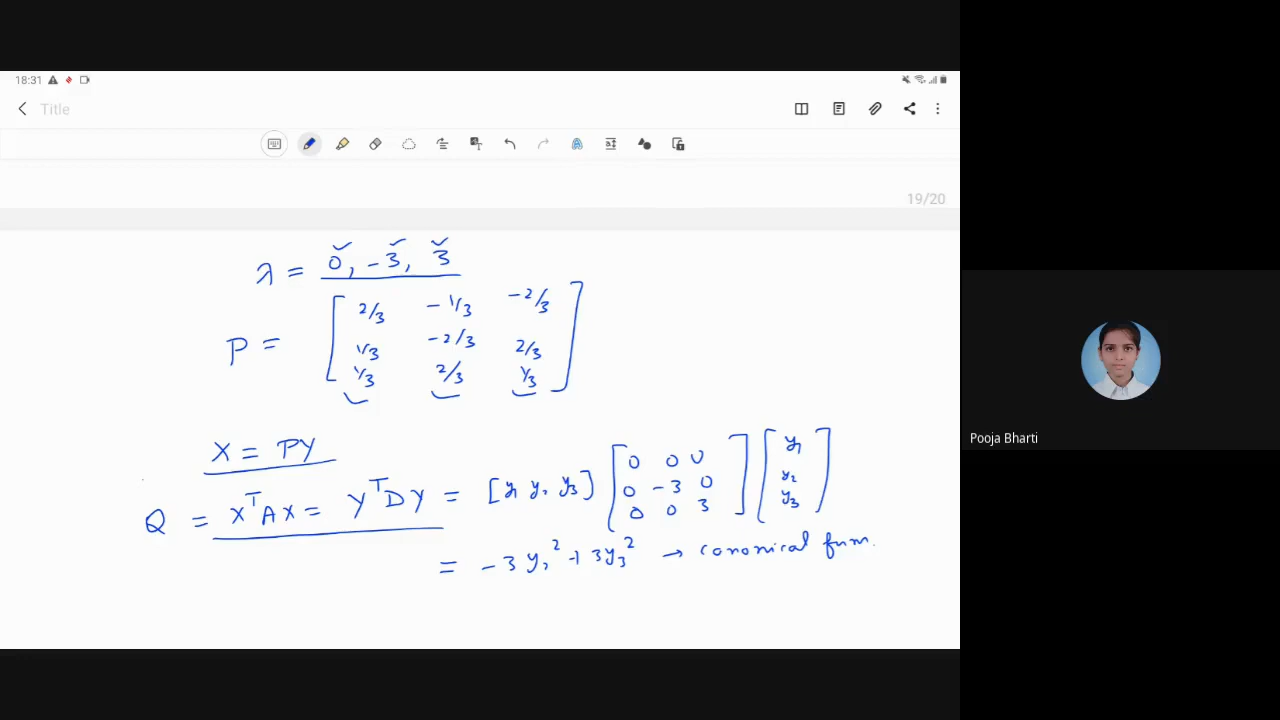 18:31
Title
19/20
λ = 0, -3, 3
P = [ 2/3 -1/3 -2/3
1/3 -2/3 2/3
1/3 2/3 1/3 ]
X = PY
Q = X^T A X = Y^T D Y = [y1 y2 y3] [ 0 0 0
0 -3 0
0 0 3 ] [ y1
y2
y3 ]
= -3y2^2 + 3y3^2 → canonical form.
Pooja Bharti